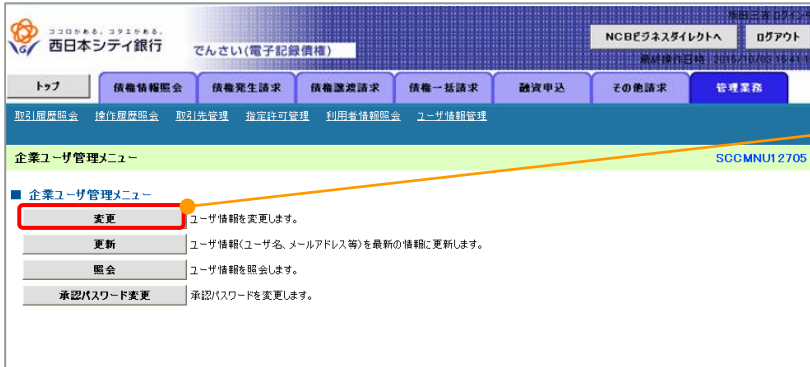 ココロがある。コタエがある。
西日本シティ銀行
でんさい(電子記録債権)
NCBビジネスダイレクトへ
ログアウト
トップ
債権情報照会
債権発生請求
債権譲渡請求
債権一括請求
融資申込
その他請求
管理業務
取引履歴照会 操作履歴照会 取引先管理 指定許可管理 利用者情報照会 ユーザ情報管理
企業ユーザ管理メニュー SCCMNU12705
■ 企業ユーザ管理メニュー
変更 ユーザ情報を変更します。
更新 ユーザ情報(ユーザ名、メールアドレス等)を最新の情報に更新します。
照会 ユーザ情報を照会します。
承認パスワード変更 承認パスワードを変更します。